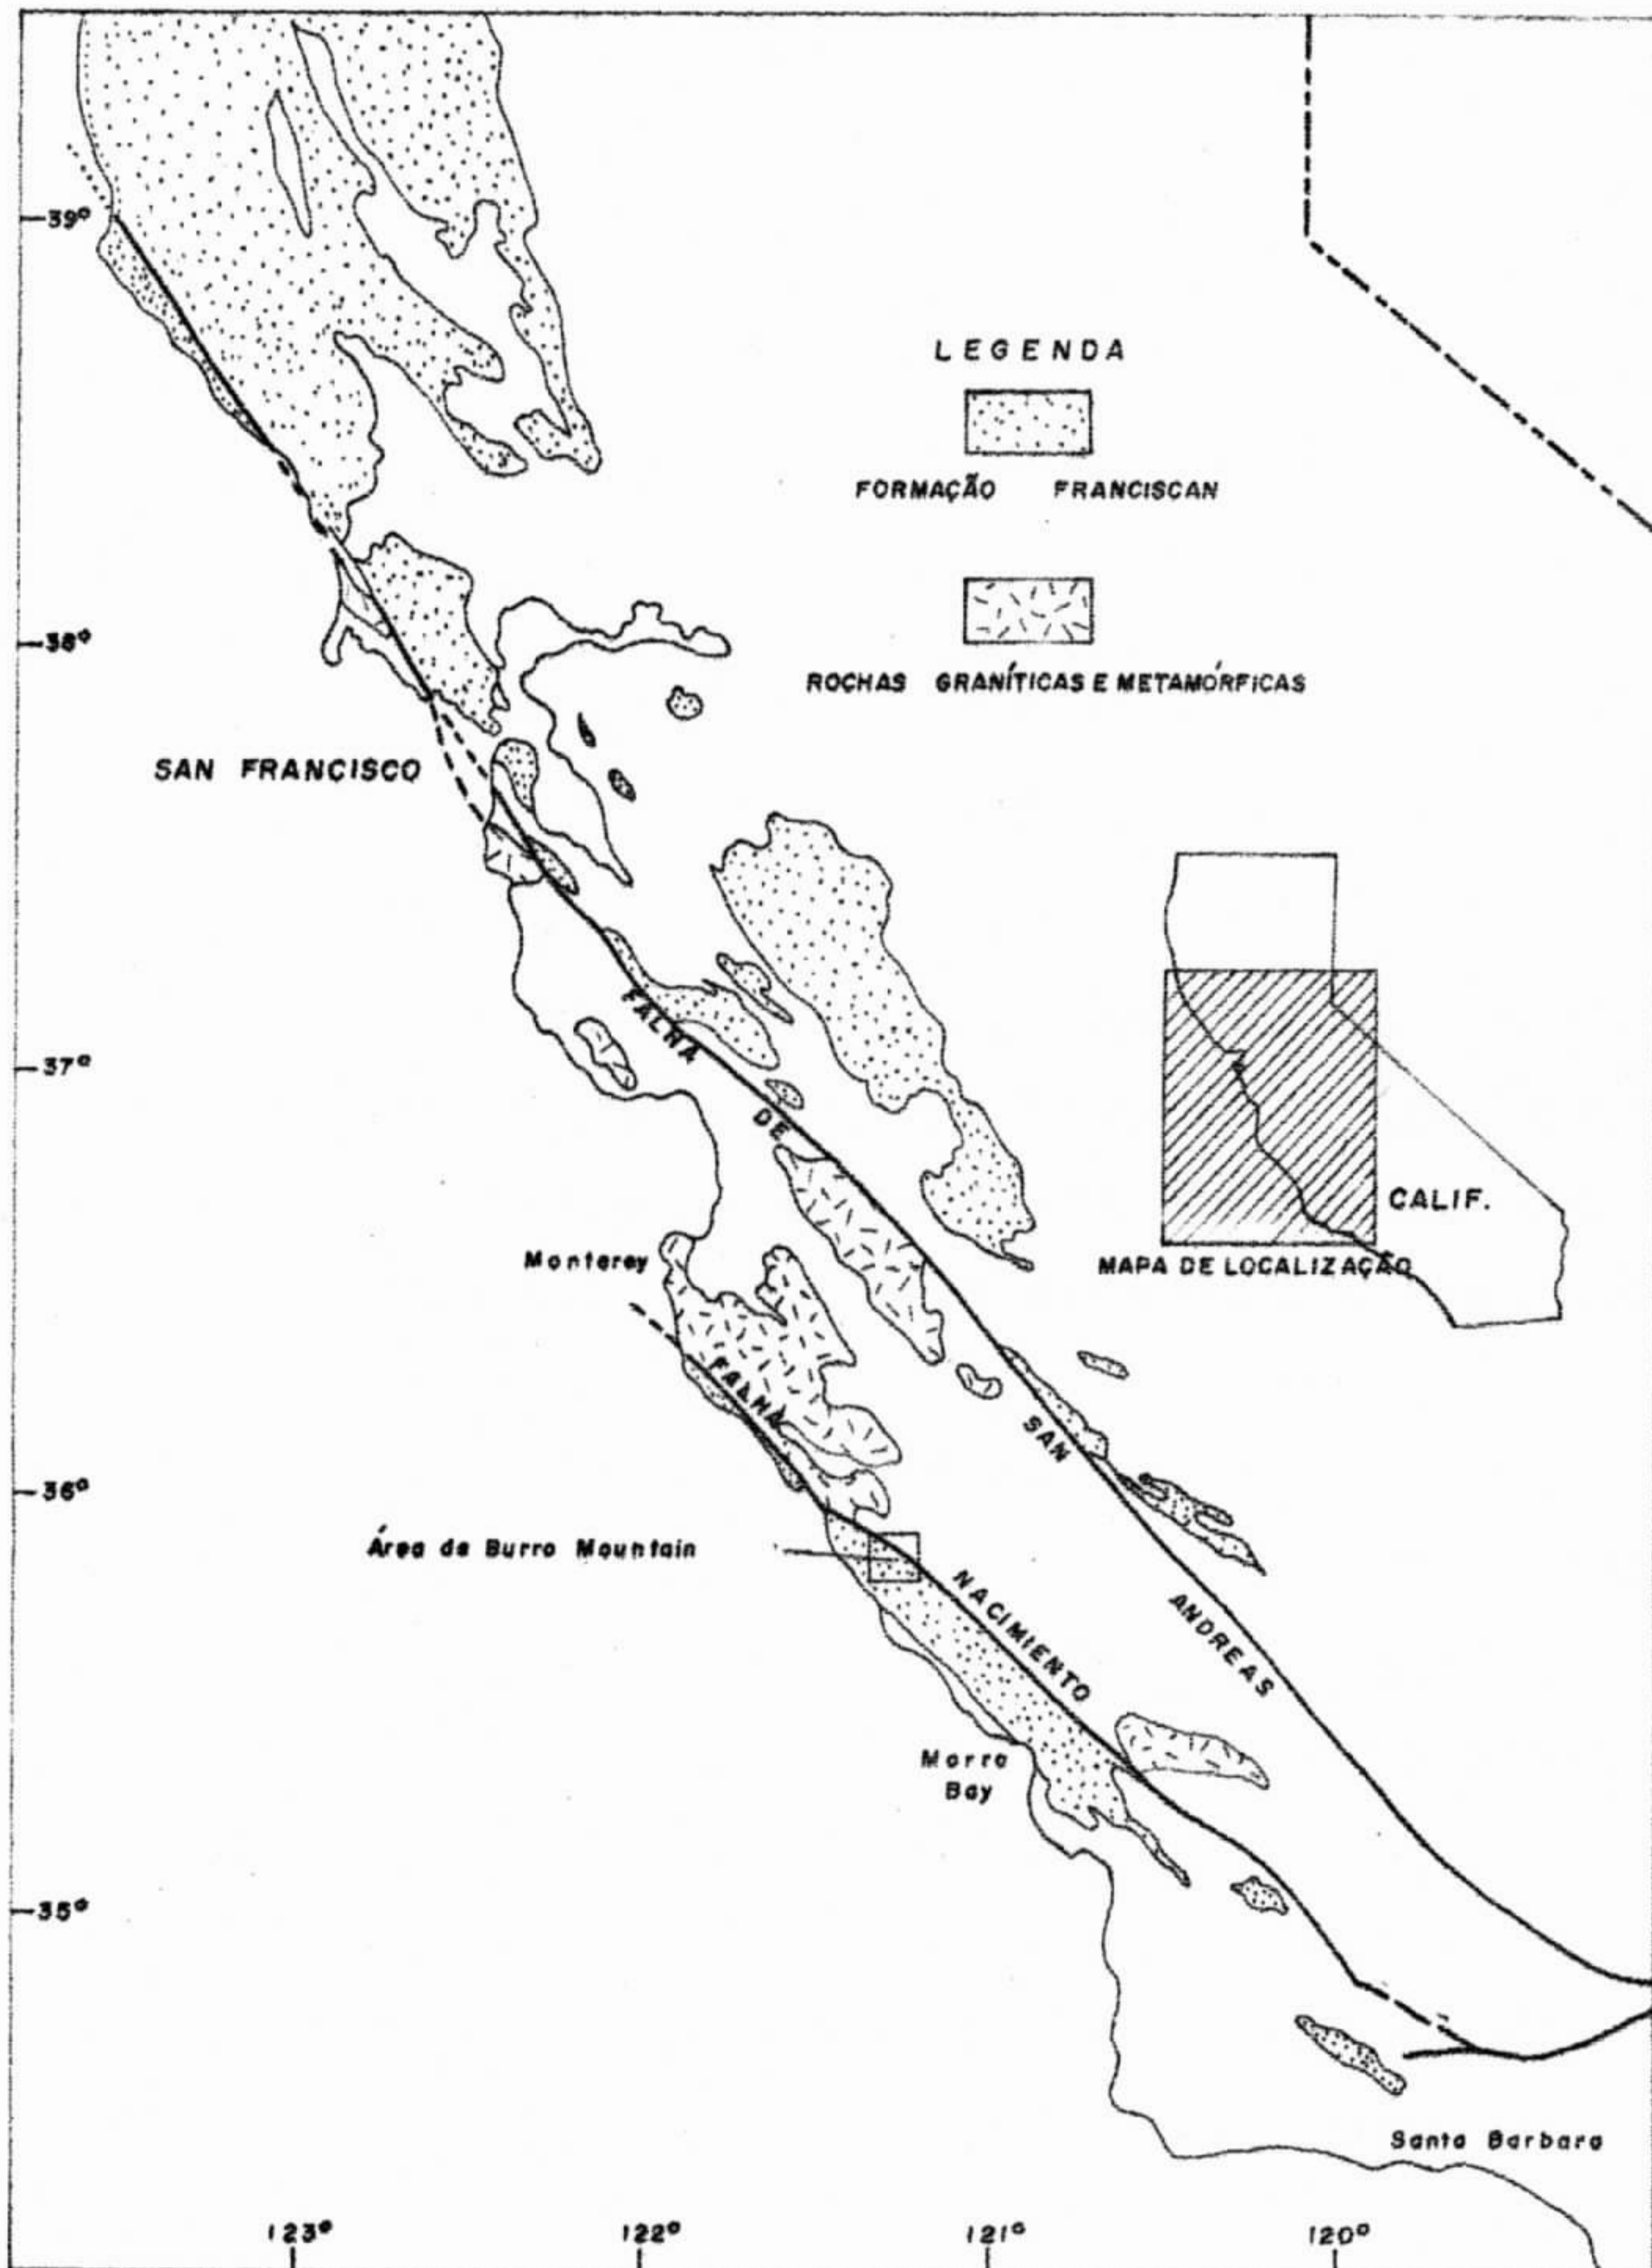 39°
LEGENDA
FORMAÇÃO FRANCISCAN
38°
ROCHAS GRANÍTICAS E METAMÓRFICAS
SAN FRANCISCO
37°
FALHA DE SAN ANDREAS
CALIF.
MAPA DE LOCALIZAÇÃO
Monterey
FALHA NACIMIENTO
36°
Área de Burro Mountain
Morro
Bay
35°
Santa Barbara
123° 122° 121° 120°